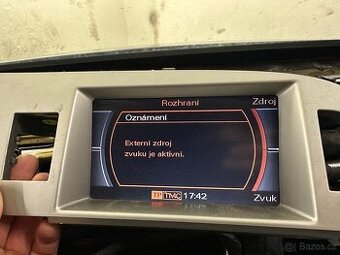 Rozhraní
Zdroj
Oznámení
Externí zdroj
zvuku je aktivní.
TP TMC 17:42
Zvuk
Bazos.cz